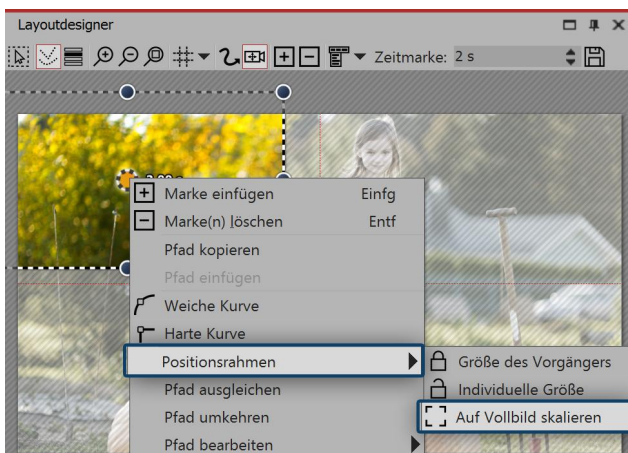 Layoutdesigner
Zeitmarke: 2 s
Marke einfügen Einfg
Marke(n) löschen Entf
Pfad kopieren
Pfad einfügen
Weiche Kurve
Harte Kurve
Positionsrahmen
Größe des Vorgängers
Pfad ausgleichen
Individuelle Größe
Pfad umkehren
Auf Vollbild skalieren
Pfad bearbeiten